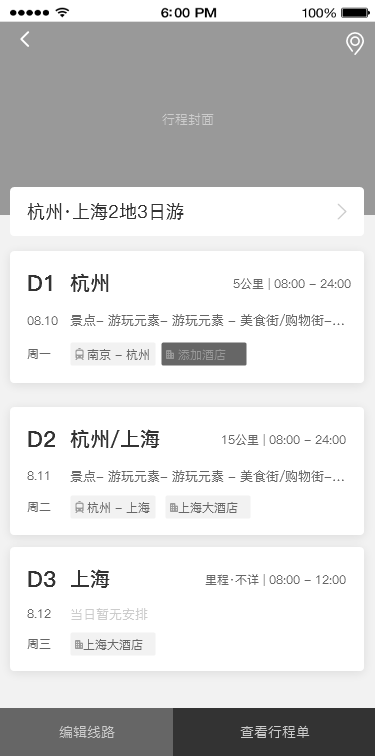 6:00 PM 100%
行程封面
杭州·上海2地3日游
D1 杭州 5公里 | 08:00 - 24:00
08.10 景点- 游玩元素- 游玩元素 - 美食街/购物街-...
周一 南京 - 杭州 添加酒店
D2 杭州/上海 15公里 | 08:00 - 24:00
8.11 景点- 游玩元素- 游玩元素 - 美食街/购物街-...
周二 杭州 - 上海 上海大酒店
D3 上海 里程·不详 | 08:00 - 12:00
8.12 当日暂无安排
周三 上海大酒店
编辑线路 查看行程单